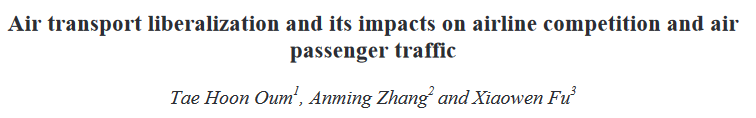 Air transport liberalization and its impacts on airline competition and air
passenger traffic
Tae Hoon Oum¹, Anming Zhang² and Xiaowen Fu³